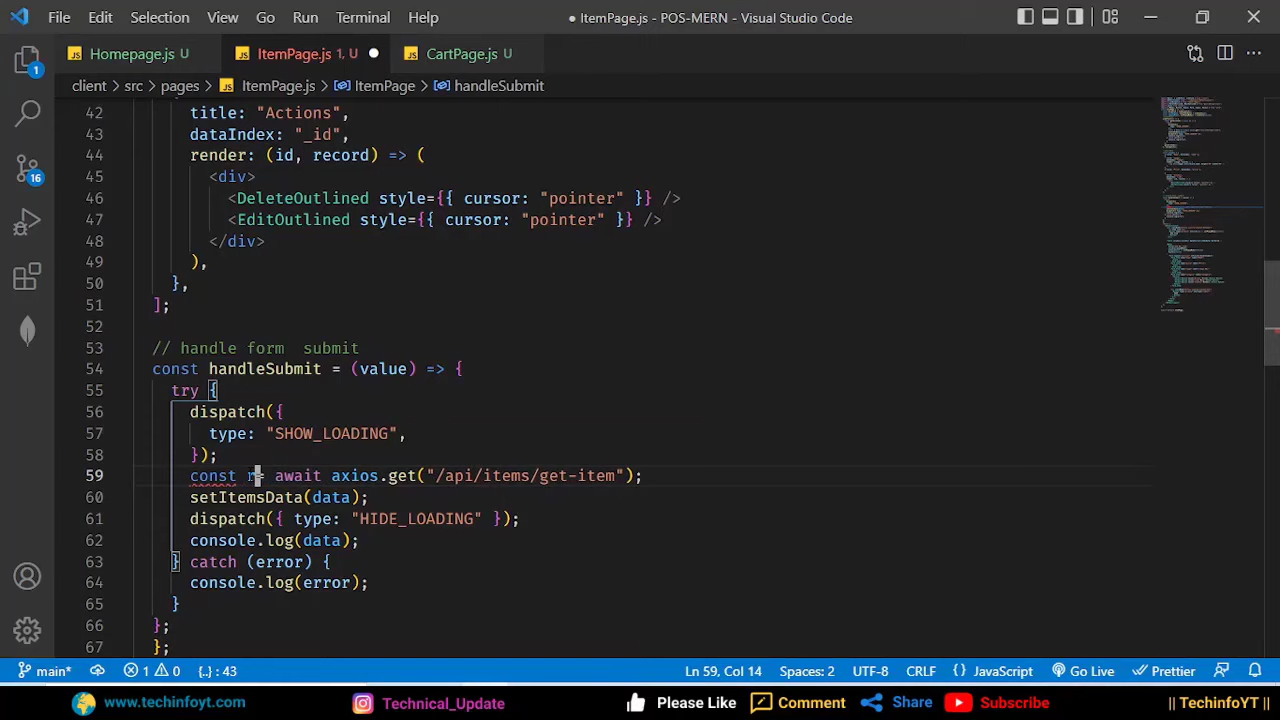 File Edit Selection View Go Run Terminal Help ● ItemPage.js - POS-MERN - Visual Studio Code
JS Homepage.js U JS ItemPage.js 1, U JS CartPage.js U
client > src > pages > JS ItemPage.js > ItemPage > handleSubmit
42 title: "Actions",
43 dataIndex: "_id",
44 render: (id, record) => (
45 <div>
46 <DeleteOutlined style={{ cursor: "pointer" }} />
47 <EditOutlined style={{ cursor: "pointer" }} />
48 </div>
49 ),
50 },
51 ];
52
53 // handle form  submit
54 const handleSubmit = (value) => {
55 try {
56 dispatch({
57 type: "SHOW_LOADING",
58 });
59 const r= await axios.get("/api/items/get-item");
60 setItemsData(data);
61 dispatch({ type: "HIDE_LOADING" });
62 console.log(data);
63 } catch (error) {
64 console.log(error);
65 }
66 };
67 };
1
16
main* 1 0 {..} : 43 Ln 59, Col 14 Spaces: 2 UTF-8 CRLF {} JavaScript Go Live Prettier
www.techinfoyt.com Technical_Update Please Like Comment Share Subscribe || TechinfoYT ||